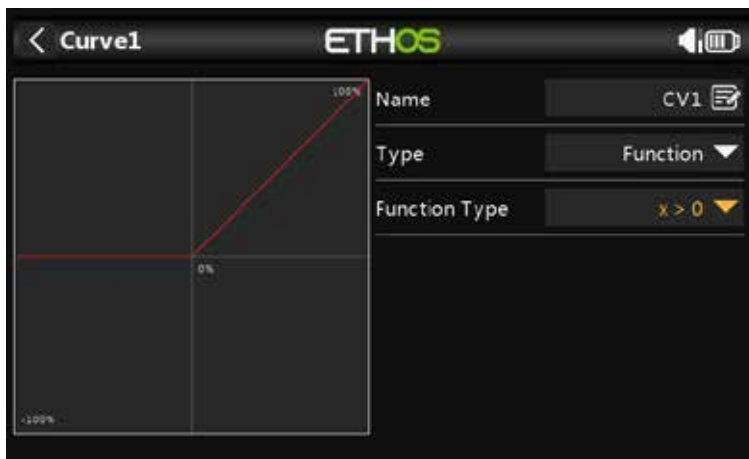 Curve1
ETHOS
100%
Name
CV1
Type
Function
Function Type
x > 0
0%
-100%